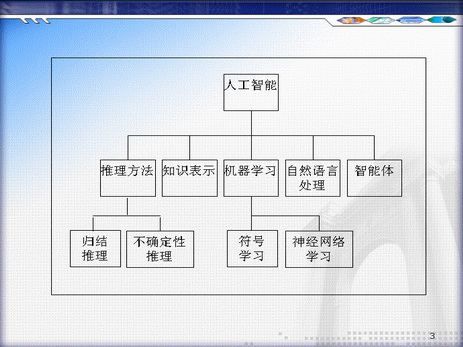 人工智能
推理方法 知识表示 机器学习 自然语言 智能体
处理
归结 不确定性 符号 神经网络
推理 推理 学习 学习
3